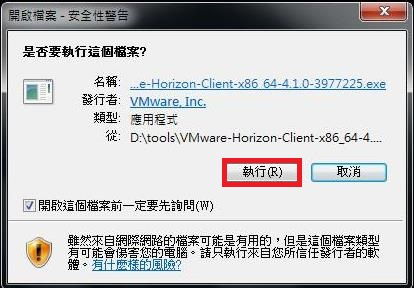 開啟檔案 - 安全性警告
是否要執行這個檔案?
名稱: ...e-Horizon-Client-x86_64-4.1.0-3977225.exe
發行者: VMware, Inc.
類型: 應用程式
從: D:\tools\VMware-Horizon-Client-x86_64-4....
執行(R) 取消
開啟這個檔案前一定要先詢問(W)
雖然來自網際網路的檔案可能是有用的，但是這個檔案類型
有可能會傷害您的電腦。請只執行來自您所信任發行者的軟
體。有什麼樣的風險?